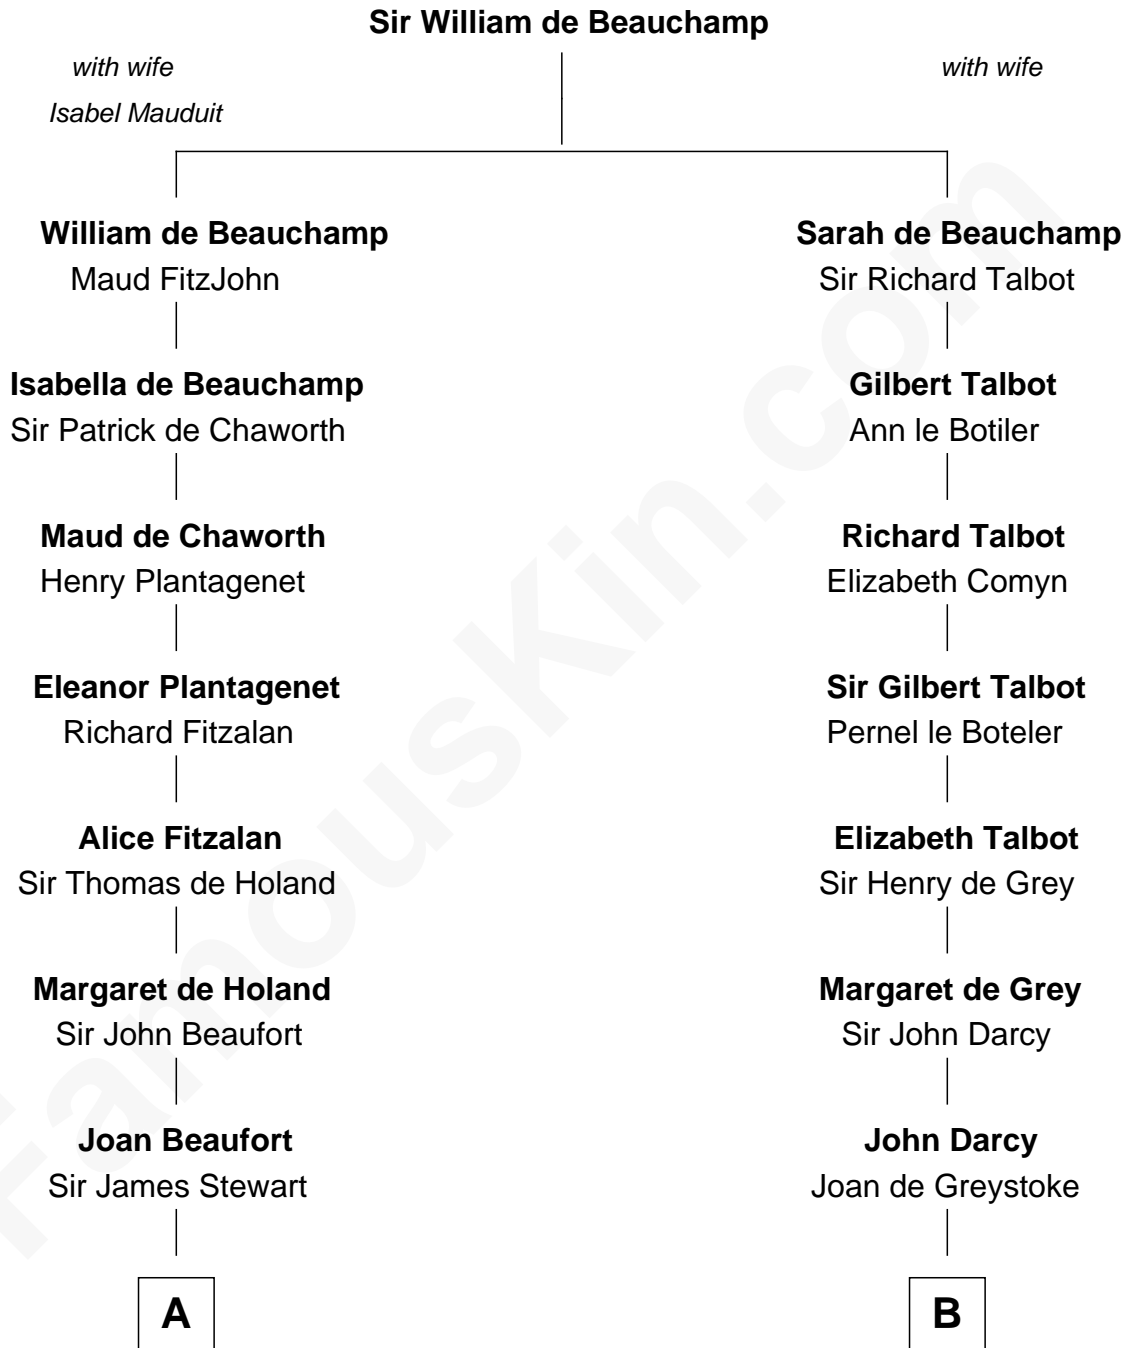 Sir William de Beauchamp
with wife
with wife
Isabel Mauduit
William de Beauchamp
Sarah de Beauchamp
Maud FitzJohn
Sir Richard Talbot
Isabella de Beauchamp
Gilbert Talbot
Sir Patrick de Chaworth
Ann le Botiler
Maud de Chaworth
Richard Talbot
Henry Plantagenet
Elizabeth Comyn
Eleanor Plantagenet
Sir Gilbert Talbot
Richard Fitzalan
Pernel le Boteler
Alice Fitzalan
Elizabeth Talbot
Sir Thomas de Holand
Sir Henry de Grey
Margaret de Holand
Margaret de Grey
Sir John Beaufort
Sir John Darcy
Joan Beaufort
John Darcy
Sir James Stewart
Joan de Greystoke
A
B
FamousKin.com